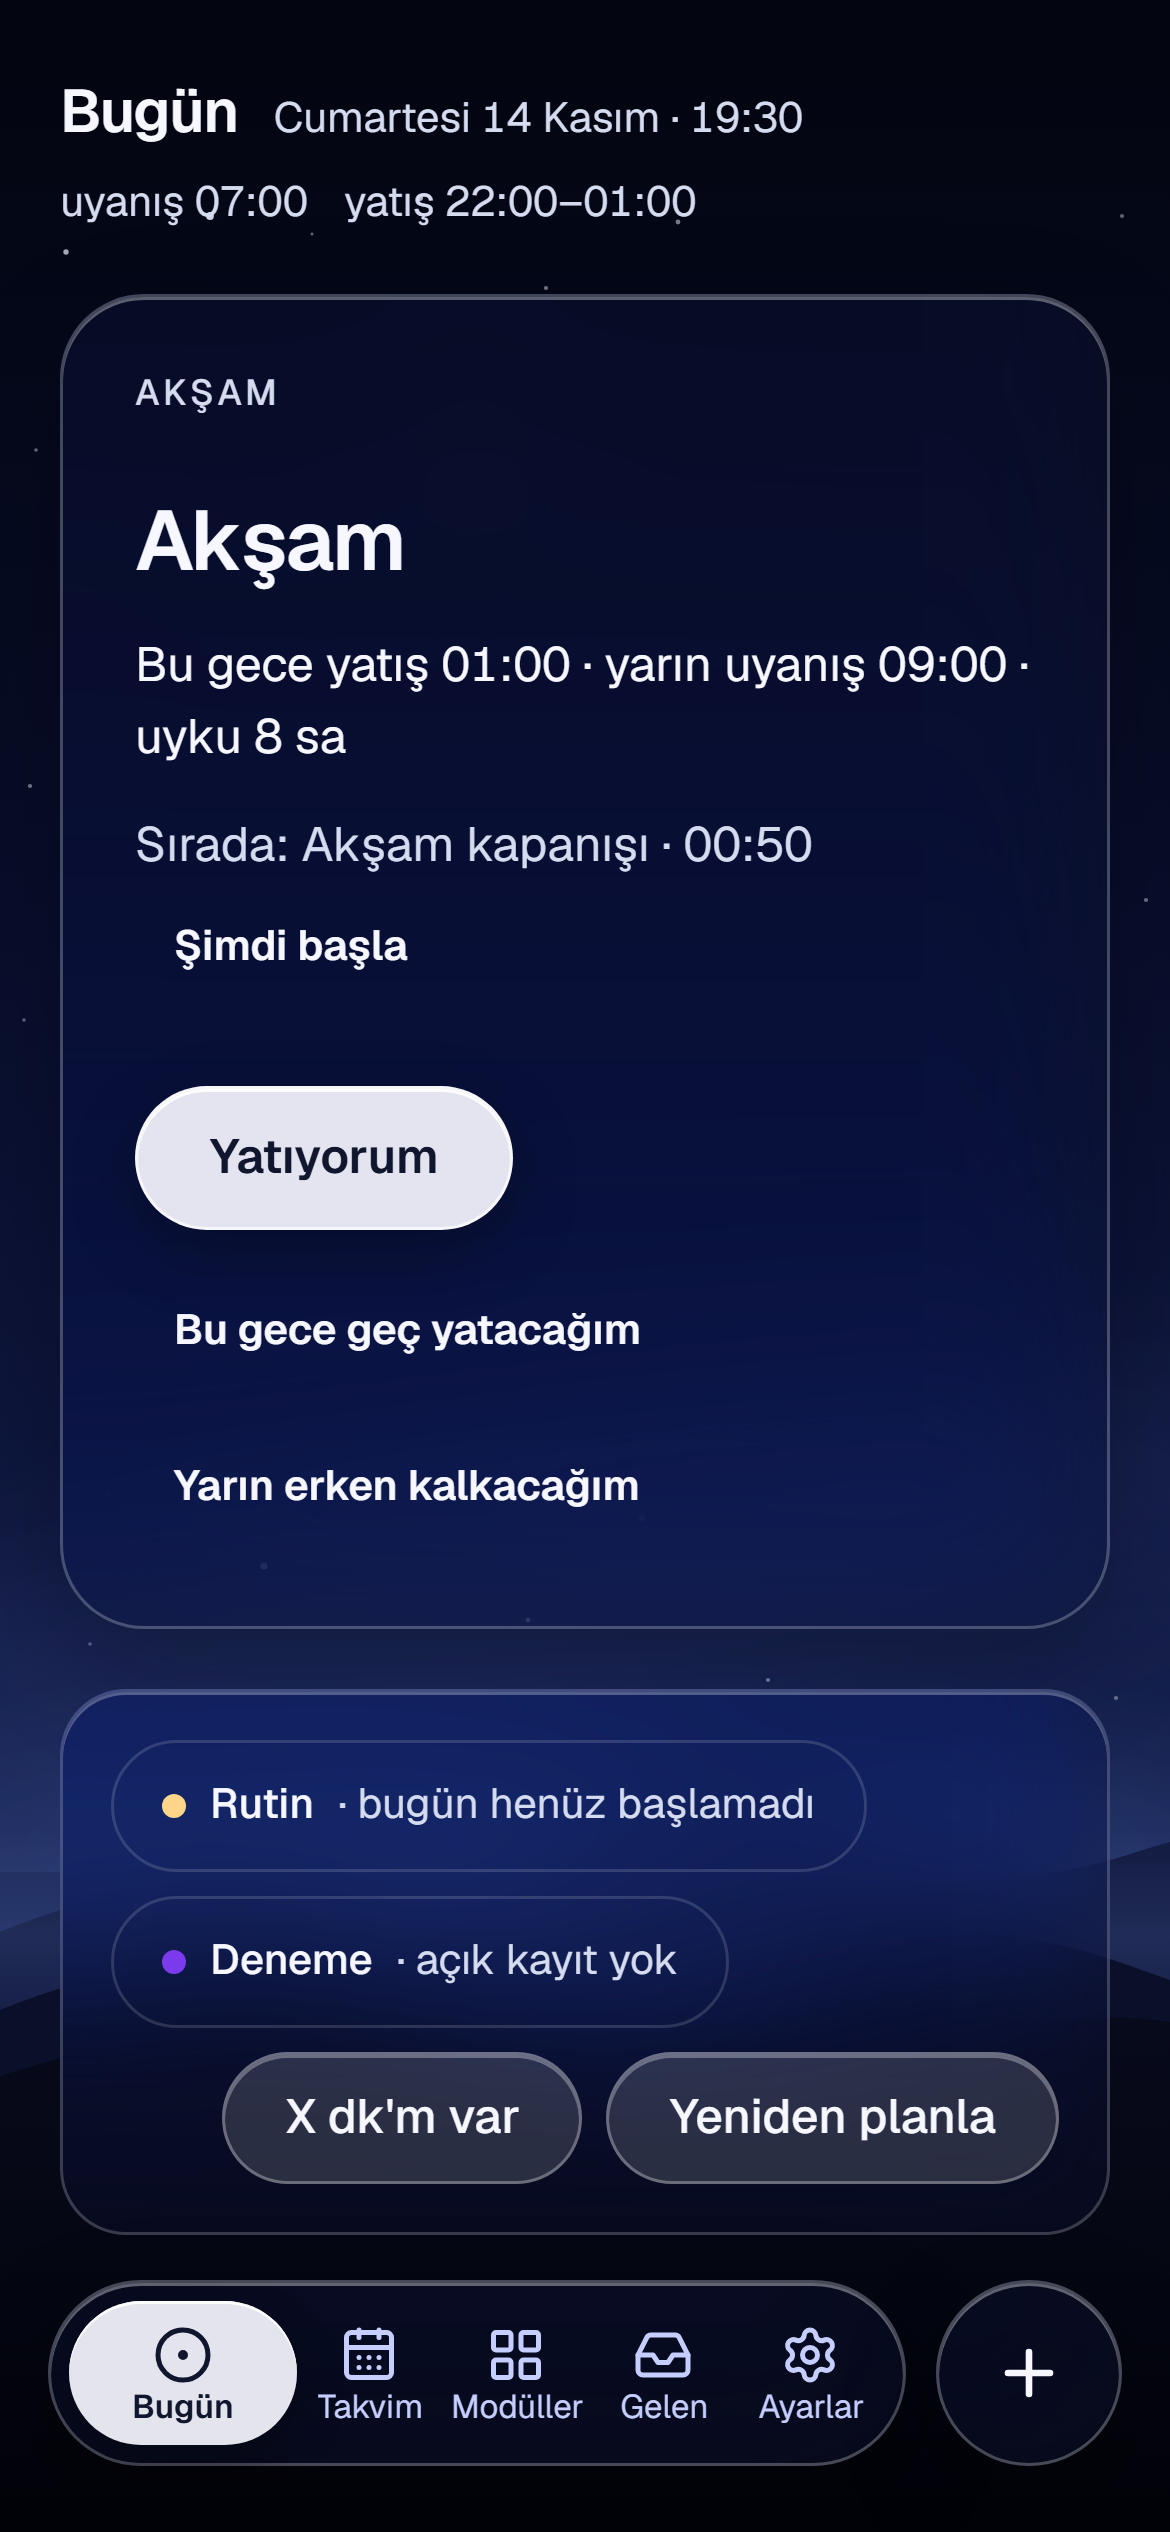 Bugün Cumartesi 14 Kasım · 19:30
uyanış 07:00 yatış 22:00–01:00
AKŞAM
Akşam
Bu gece yatış 01:00 · yarın uyanış 09:00 ·
uyku 8 sa
Sırada: Akşam kapanışı · 00:50
Şimdi başla
Yatıyorum
Bu gece geç yatacağım
Yarın erken kalkacağım
Rutin · bugün henüz başlamadı
Deneme · açık kayıt yok
X dk'm var Yeniden planla
Bugün Takvim Modüller Gelen Ayarlar